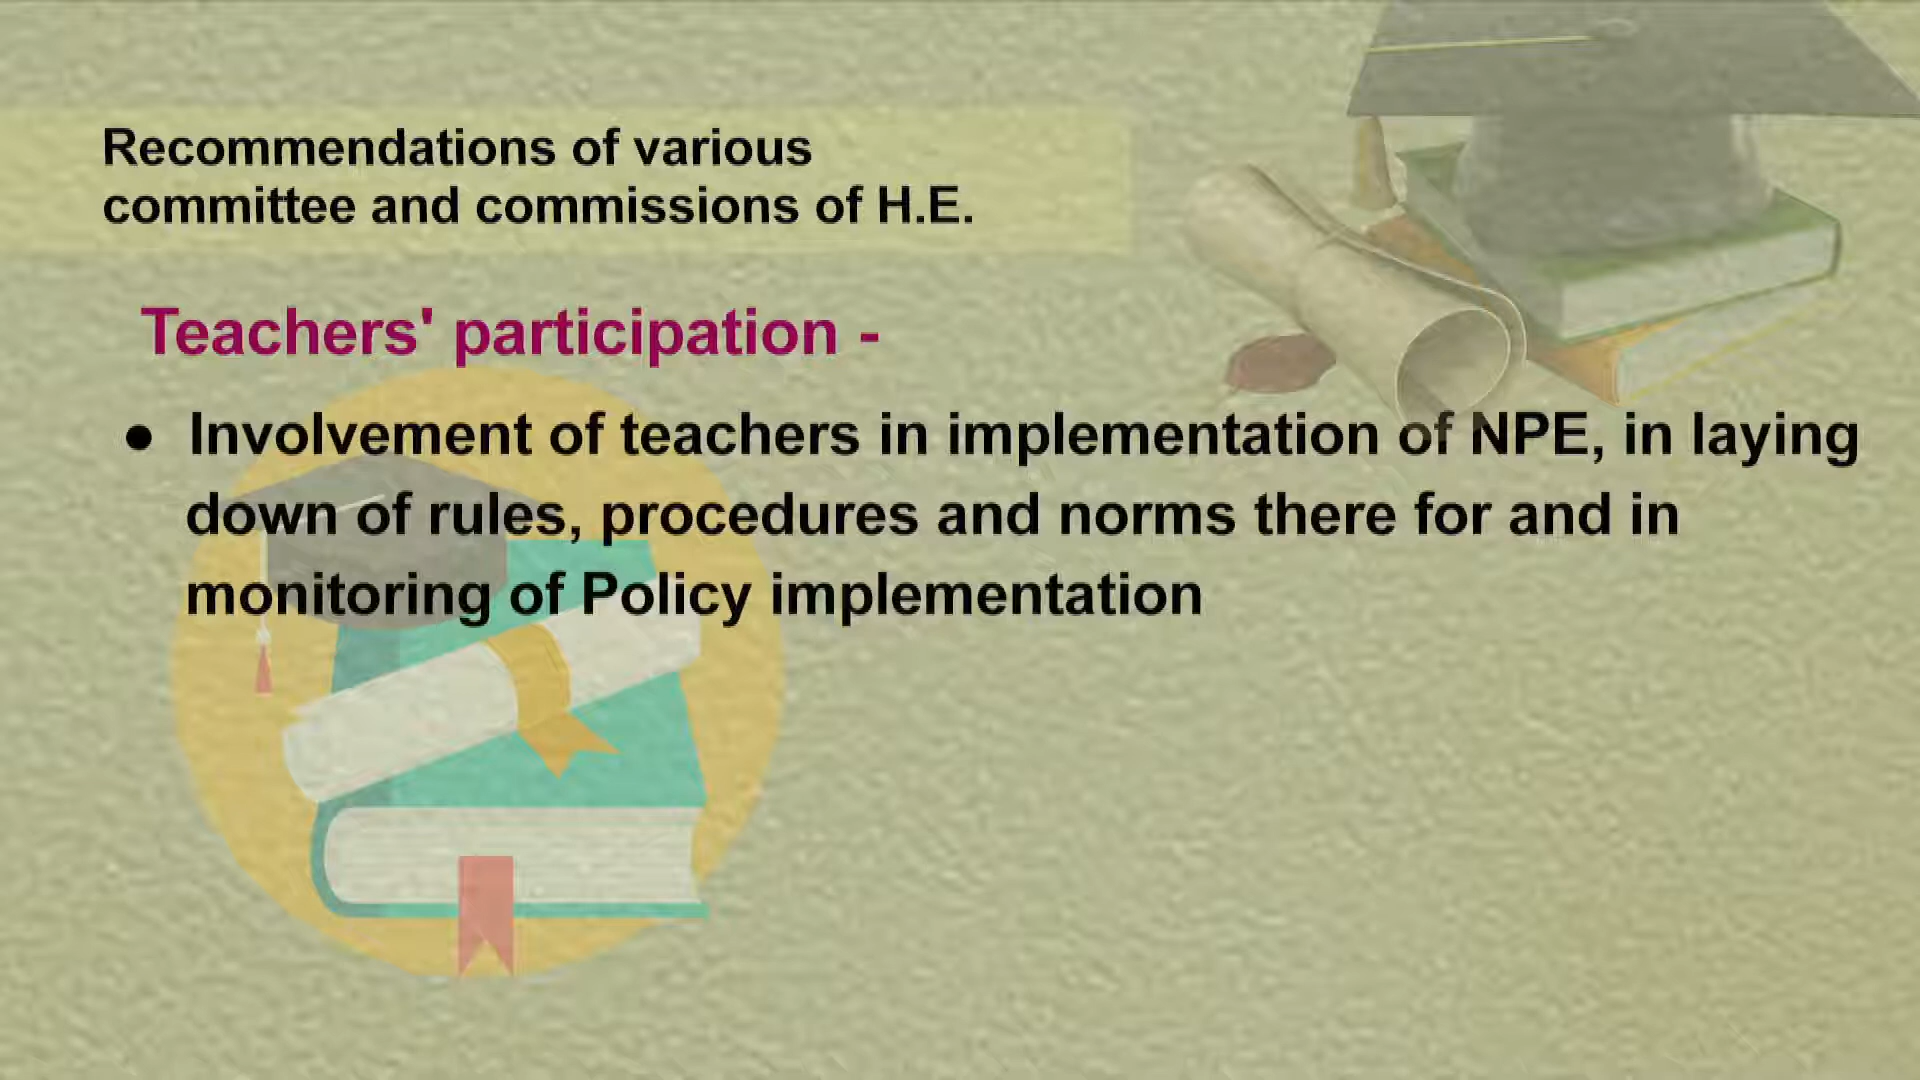 Recommendations of various
committee and commissions of H.E.
Teachers' participation -
● Involvement of teachers in implementation of NPE, in laying
down of rules, procedures and norms there for and in
monitoring of Policy implementation